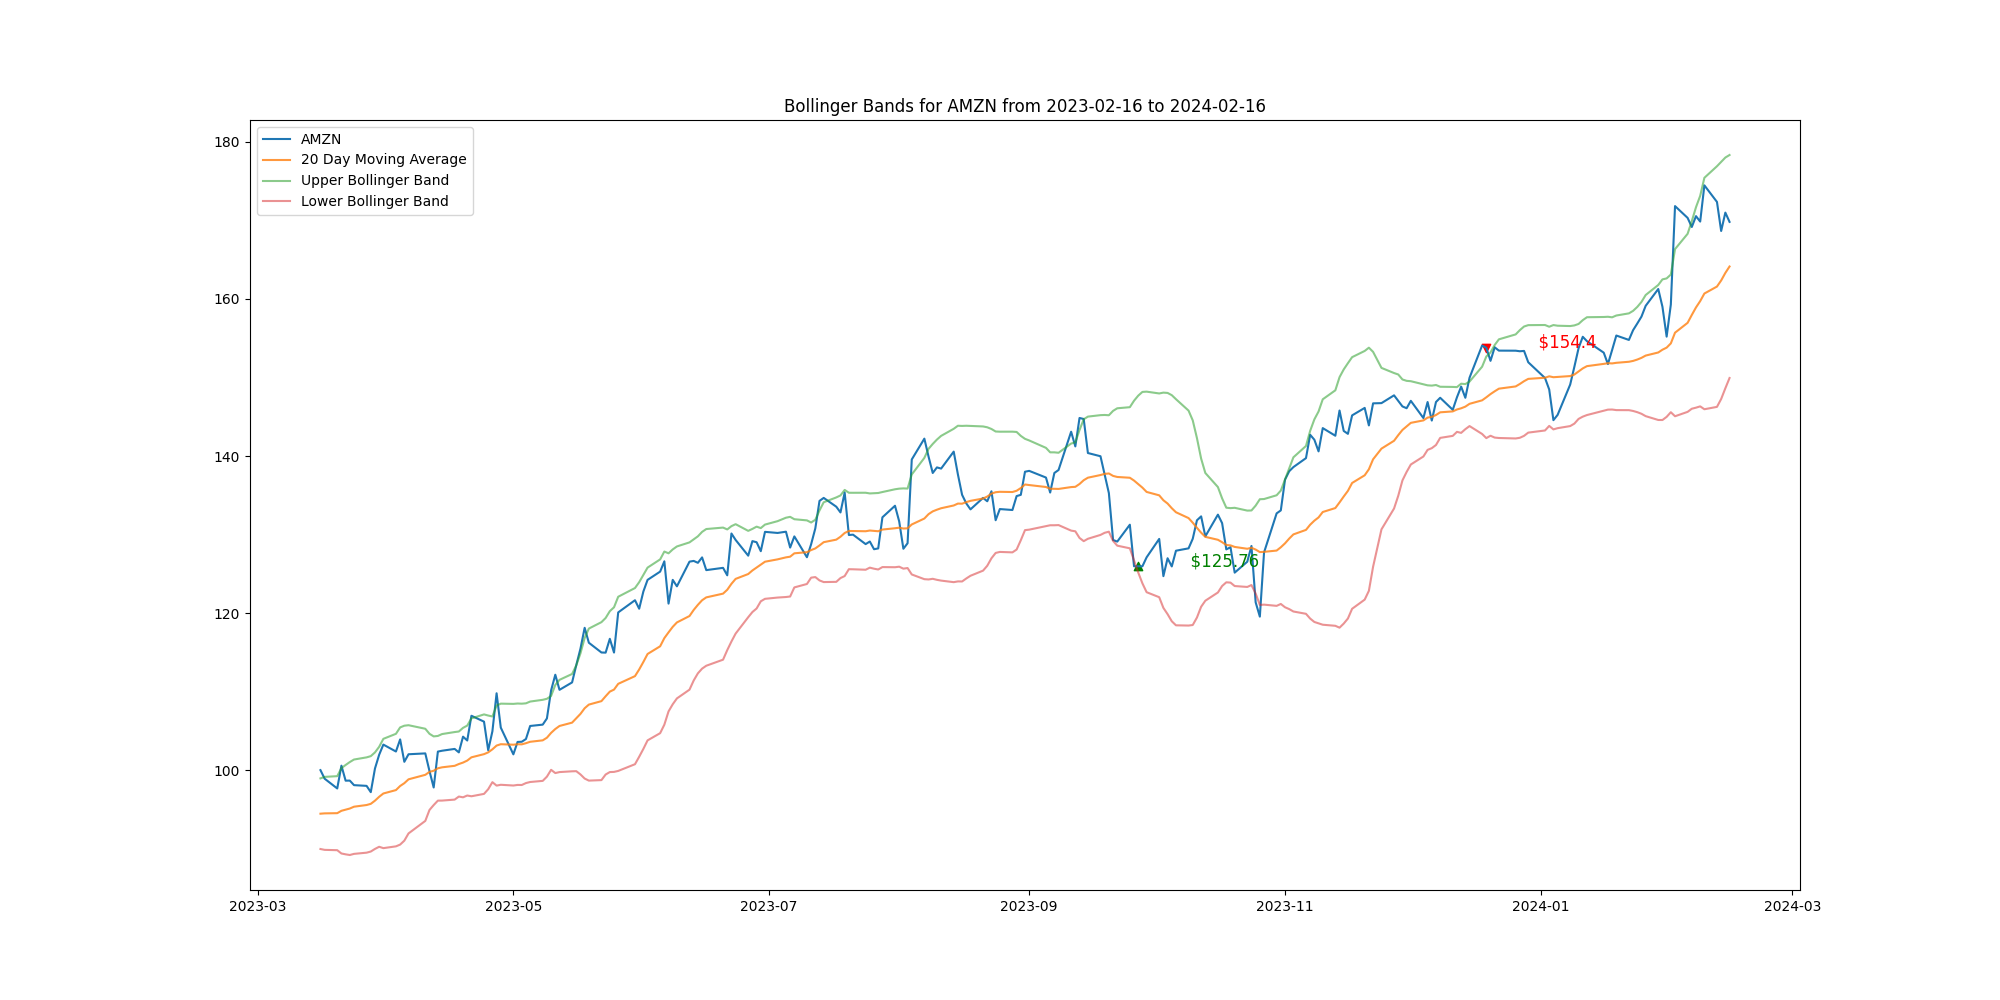 Bollinger Bands for AMZN from 2023-02-16 to 2024-02-16
AMZN
20 Day Moving Average
Upper Bollinger Band
Lower Bollinger Band
180
160
140
120
100
$154.4
$125.76
2023-03
2023-05
2023-07
2023-09
2023-11
2024-01
2024-03